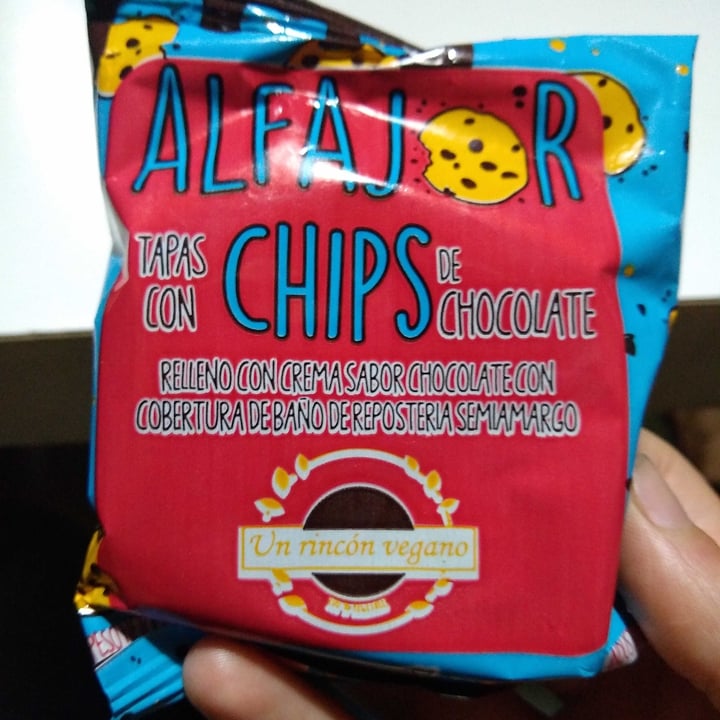 ALFAJOR
TAPAS CON CHIPS DE CHOCOLATE
RELLENO CON CREMA SABOR CHOCOLATE CON
COBERTURA DE BAÑO DE REPOSTERIA SEMIAMARGO
Un rincón vegano
PESO